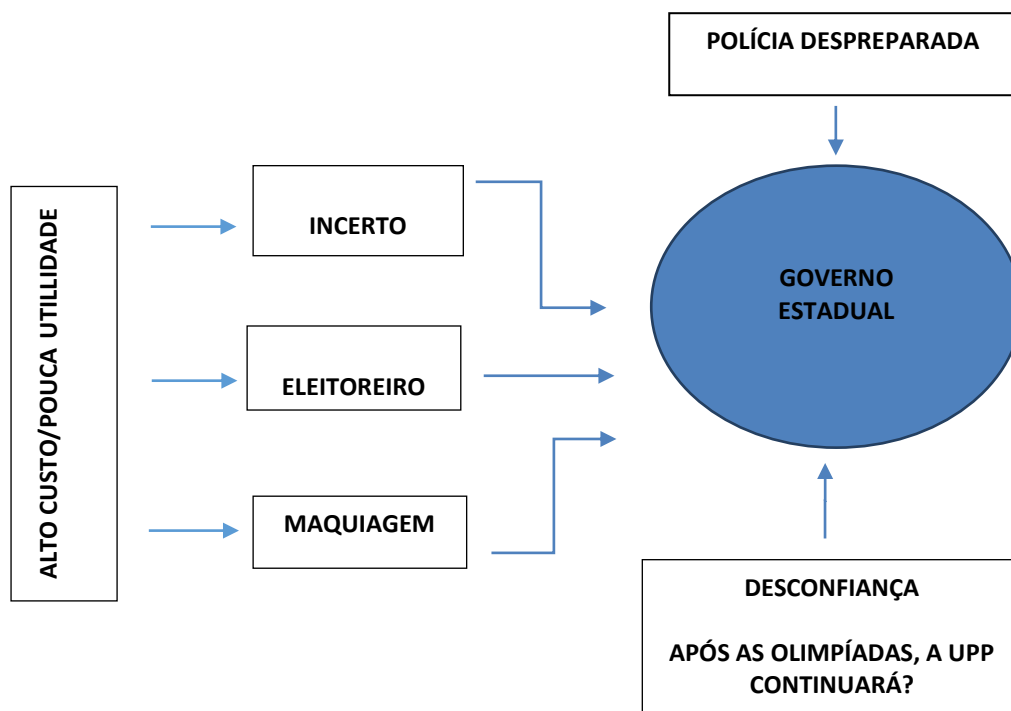 POLÍCIA DESPREPARADA
ALTO CUSTO/POUCA UTILLIDADE
INCERTO
GOVERNO
ESTADUAL
ELEITOREIRO
MAQUIAGEM
DESCONFIANÇA
APÓS AS OLIMPÍADAS, A UPP
CONTINUARÁ?